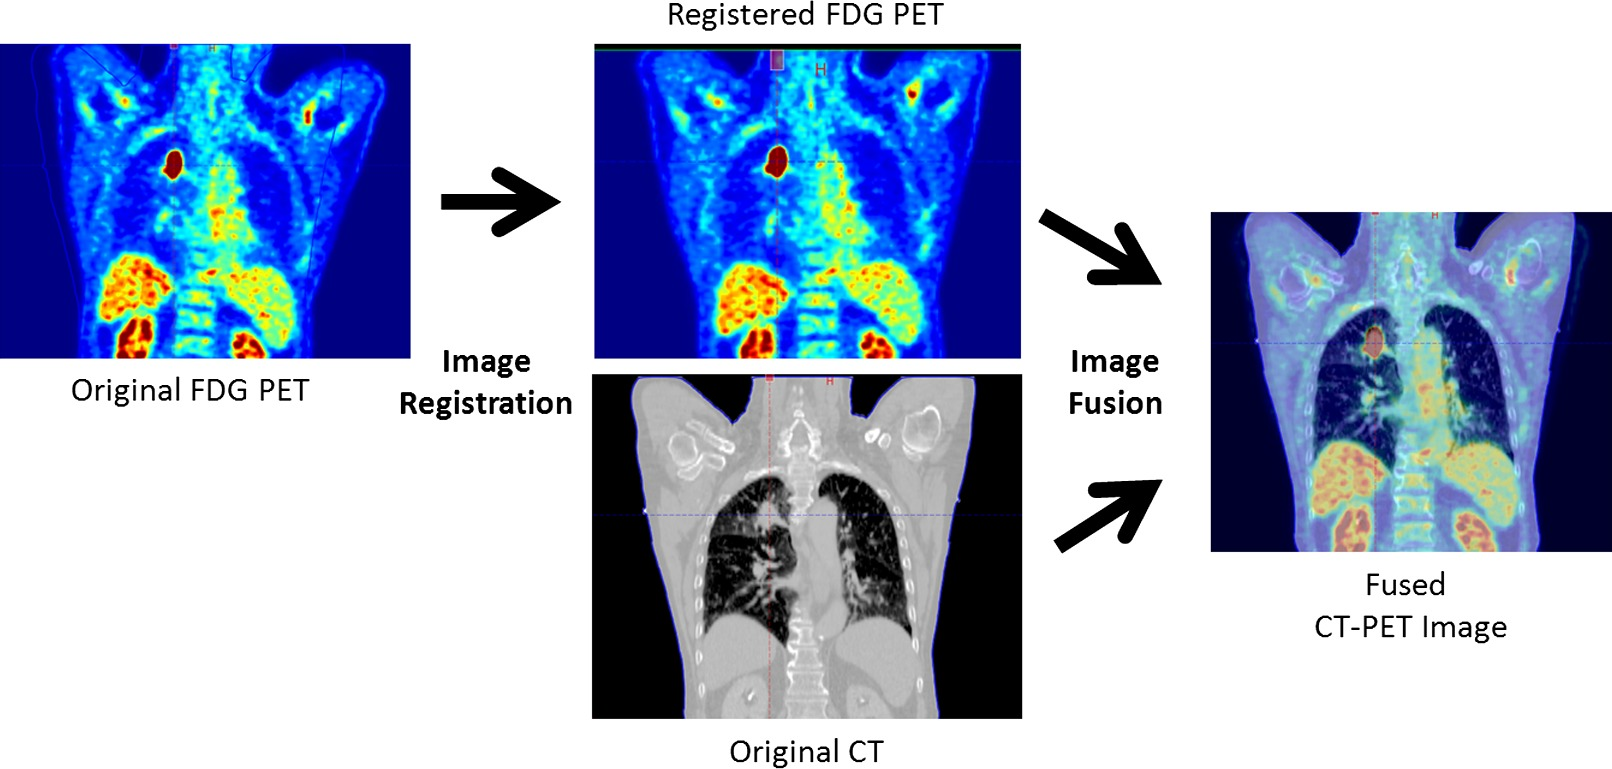 Registered FDG PET
H
H
Original FDG PET
Image
Registration
Image
Fusion
H
H
Fused
CT-PET Image
Original CT